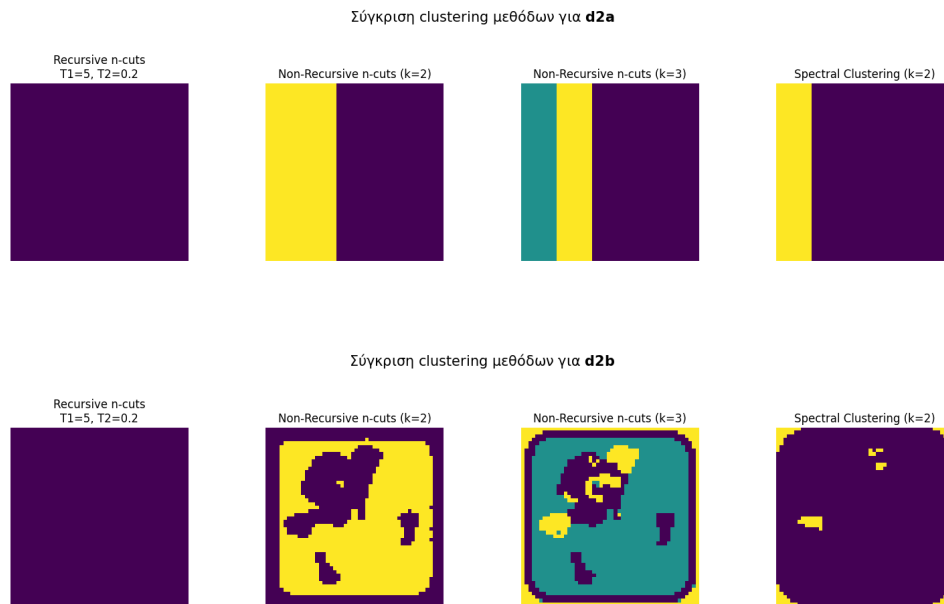 Σύγκριση clustering μεθόδων για d2a
Recursive n-cuts
T1=5, T2=0.2
Non-Recursive n-cuts (k=2)
Non-Recursive n-cuts (k=3)
Spectral Clustering (k=2)
Σύγκριση clustering μεθόδων για d2b
Recursive n-cuts
T1=5, T2=0.2
Non-Recursive n-cuts (k=2)
Non-Recursive n-cuts (k=3)
Spectral Clustering (k=2)